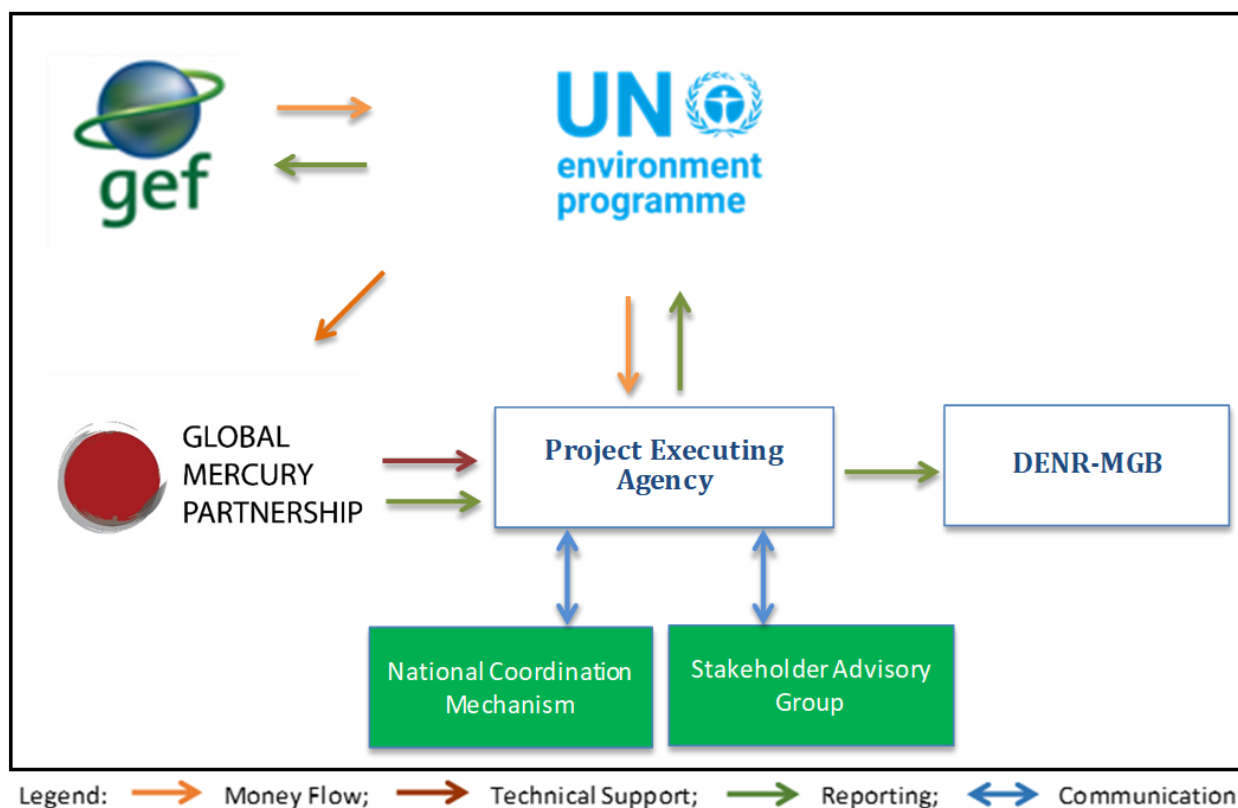 gef
UN
environment
programme
GLOBAL
MERCURY
PARTNERSHIP
Project Executing
Agency
DENR-MGB
National Coordination
Mechanism
Stakeholder Advisory
Group
Legend: Money Flow; Technical Support; Reporting; Communication